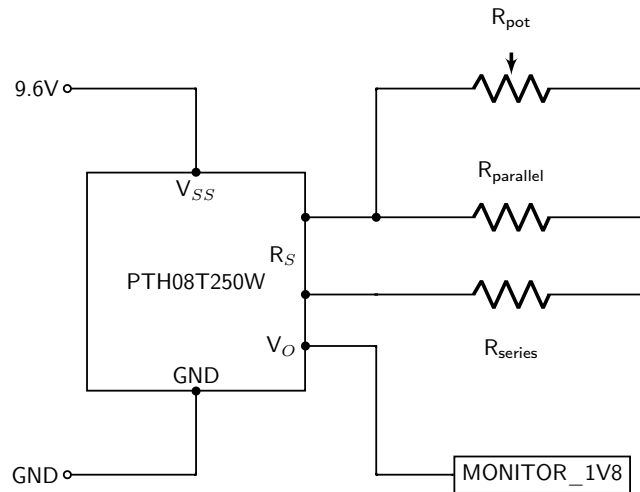 R_pot
9.6V
R_parallel
V_SS
R_S
PTH08T250W
V_O
R_series
GND
GND
MONITOR_1V8